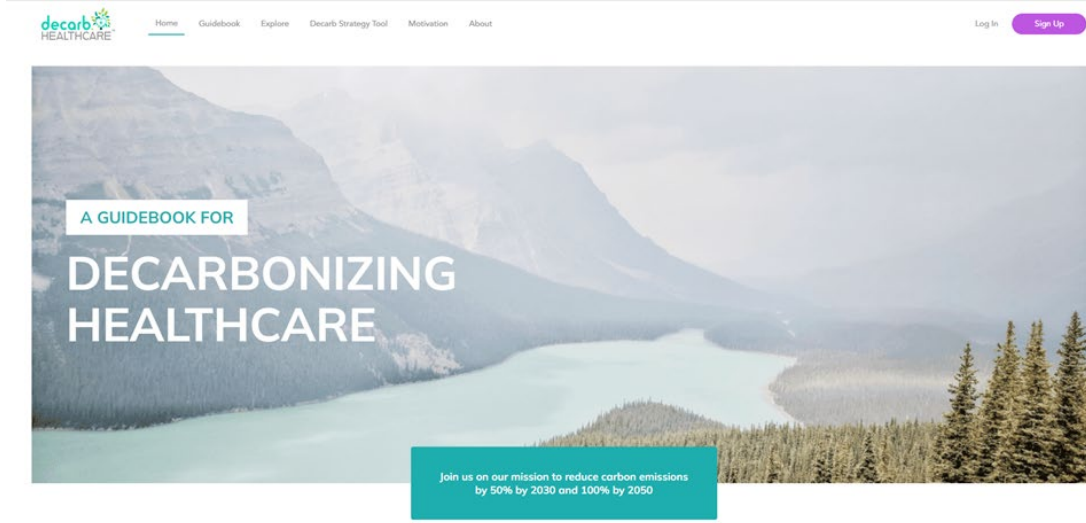 decarb
HEALTHCARE™
Home
Guidebook
Explore
Decarb Strategy Tool
Motivation
About
Log In
Sign Up
A GUIDEBOOK FOR
DECARBONIZING
HEALTHCARE
Join us on our mission to reduce carbon emissions
by 50% by 2030 and 100% by 2050